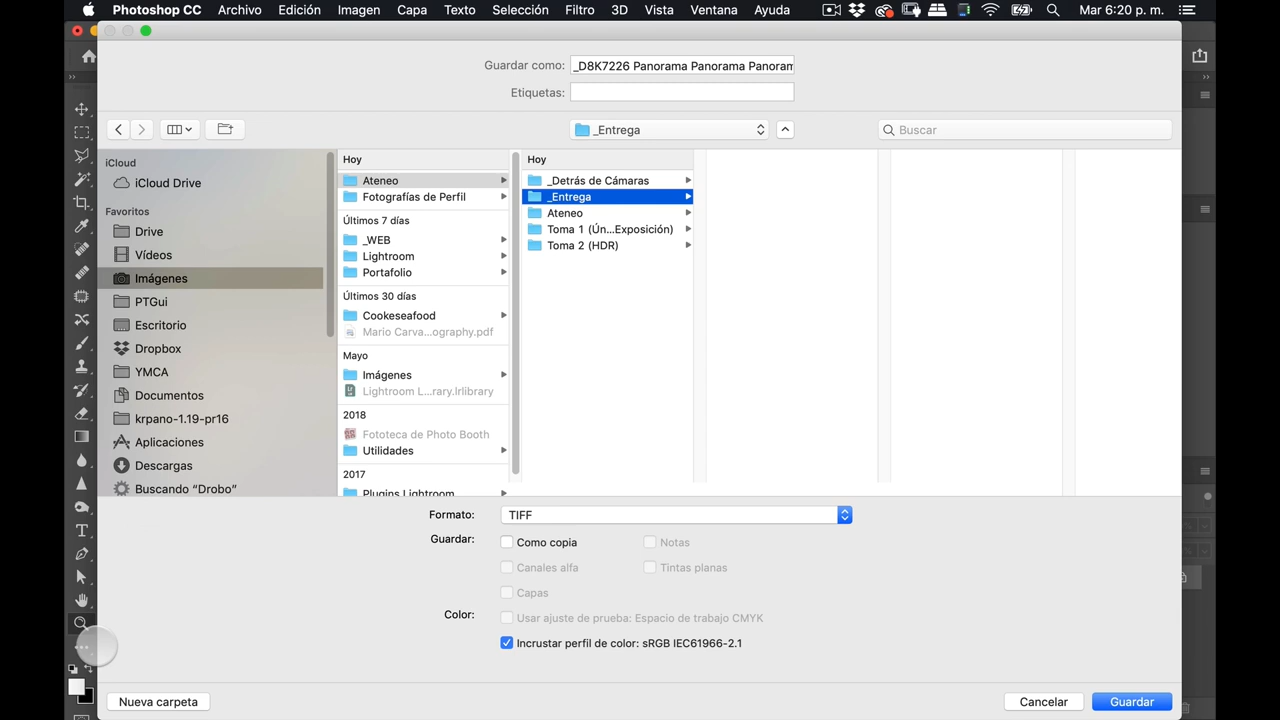 Photoshop CC Archivo Edición Imagen Capa Texto Selección Filtro 3D Vista Ventana Ayuda Mar 6:20 p. m.
Guardar como: _D8K7226 Panorama Panorama Panoram
Etiquetas:
_Entrega
Buscar
iCloud
iCloud Drive
Favoritos
Drive
Vídeos
Imágenes
PTGui
Escritorio
Dropbox
YMCA
Documentos
krpano-1.19-pr16
Aplicaciones
Descargas
Buscando “Drobo”
Hoy
Ateneo
Fotografías de Perfil
Últimos 7 días
_WEB
Lightroom
Portafolio
Últimos 30 días
Cookeseafood
Mario Carva...ography.pdf
Mayo
Imágenes
Lightroom L...rary.lrlibrary
2018
Fototeca de Photo Booth
Utilidades
2017
Plugins Lightroom
Hoy
_Detrás de Cámaras
_Entrega
Ateneo
Toma 1 (Ún...Exposición)
Toma 2 (HDR)
Formato: TIFF
Guardar: Como copia Notas
Canales alfa Tintas planas
Capas
Color: Usar ajuste de prueba: Espacio de trabajo CMYK
Incrustar perfil de color: sRGB IEC61966-2.1
Nueva carpeta Cancelar Guardar